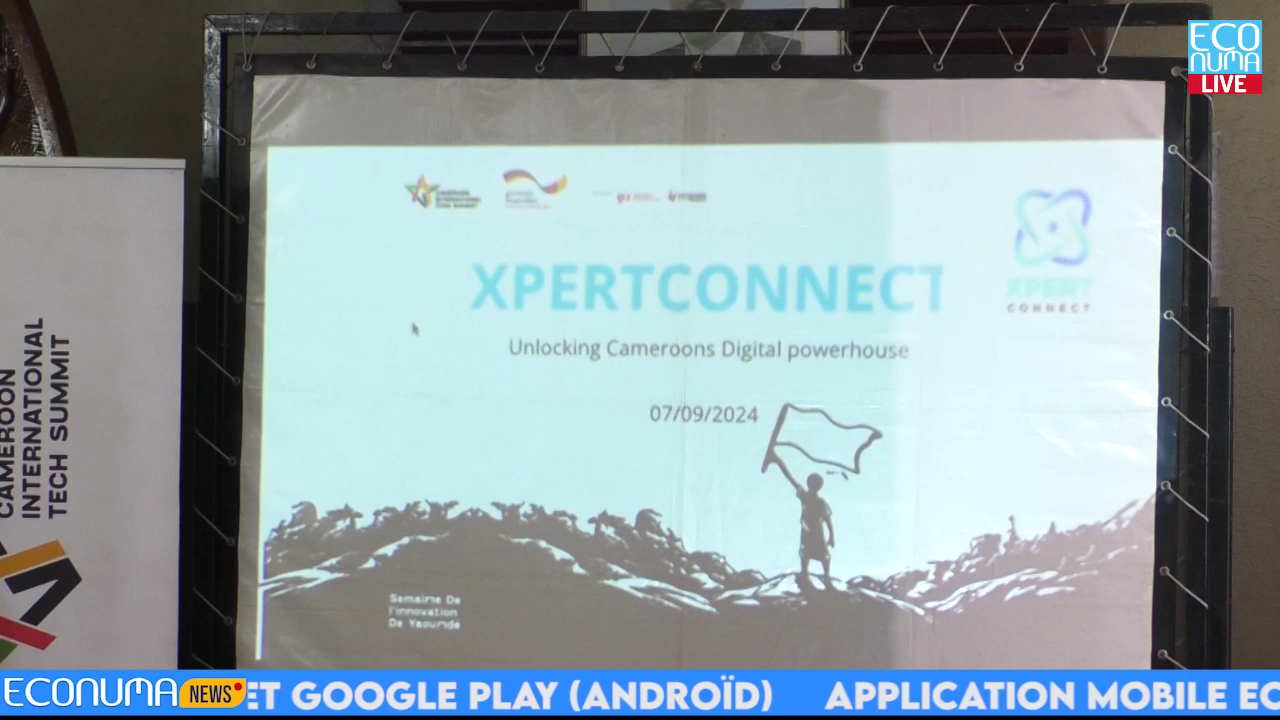 ECO
NUMA
LIVE
CAMEROON
INTERNATIONAL
TECH SUMMIT
XPERTCONNECT
XPERT
CONNECT
Unlocking Cameroons Digital powerhouse
07/09/2024
Semaine De
l'innovation
De Yaounde
ECONUMA NEWS ET GOOGLE PLAY (ANDROÏD) APPLICATION MOBILE EC